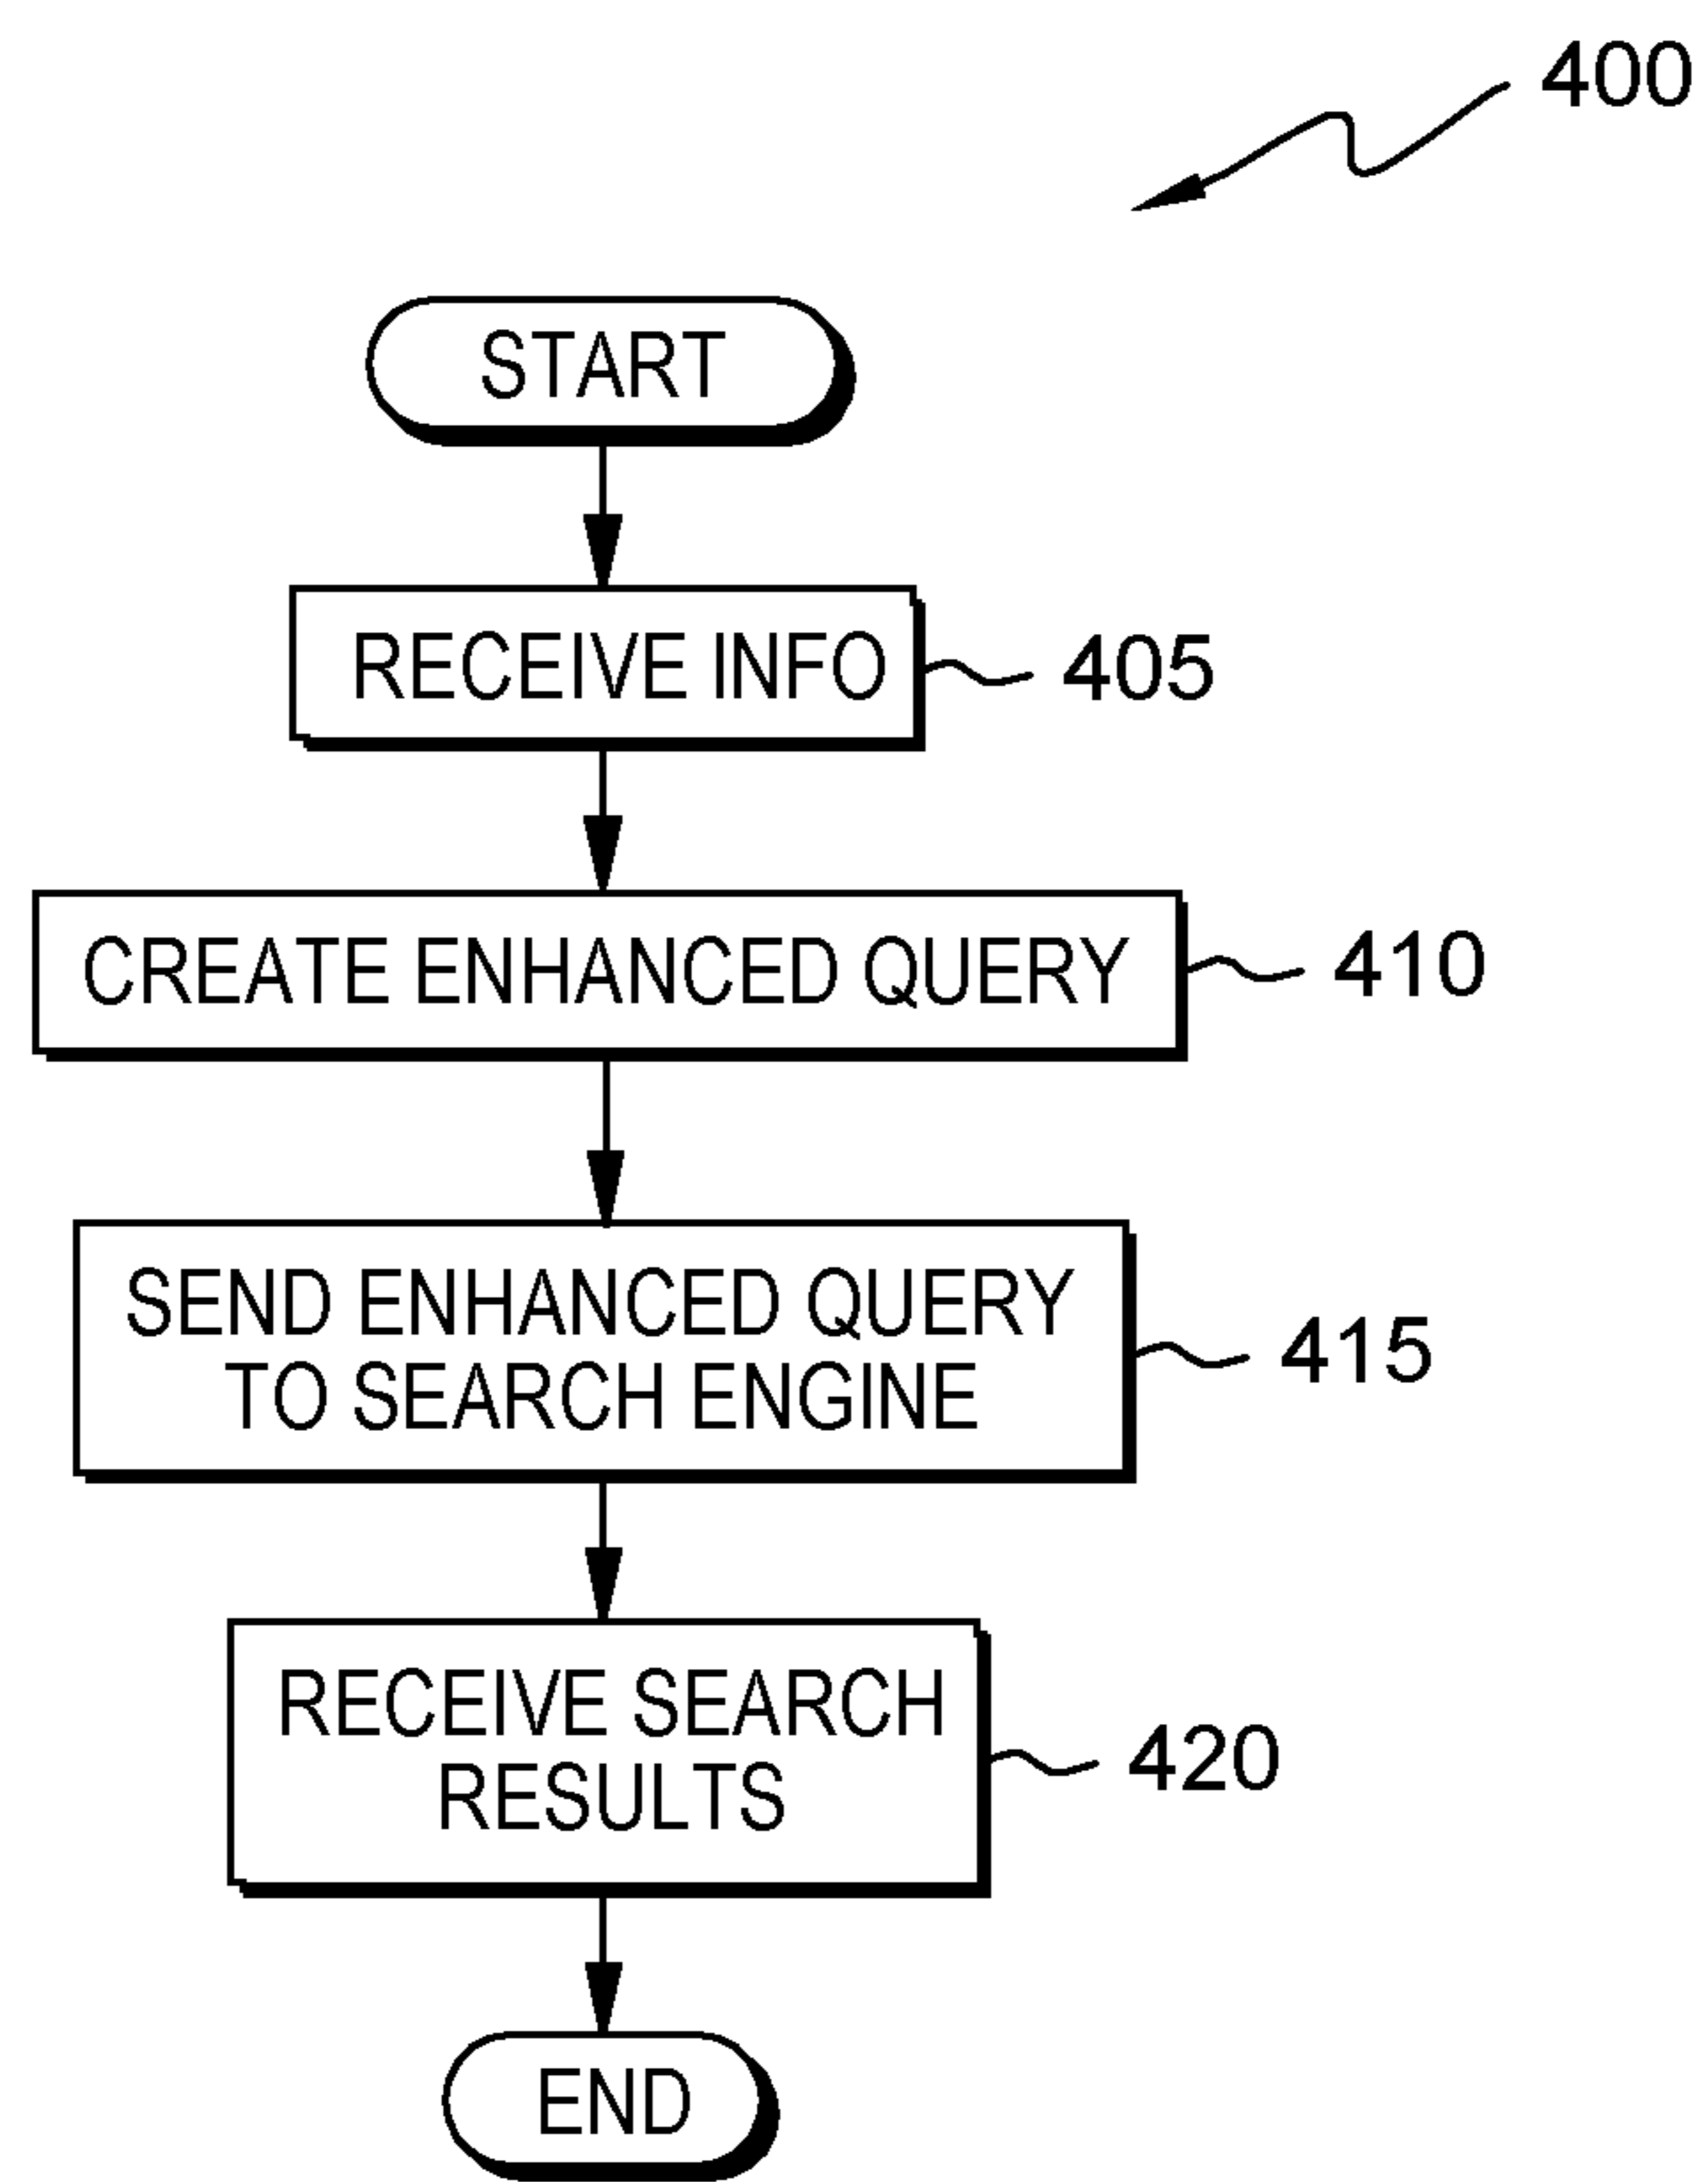 400
START
RECEIVE INFO
405
CREATE ENHANCED QUERY
410
SEND ENHANCED QUERY
TO SEARCH ENGINE
415
RECEIVE SEARCH
RESULTS
420
END